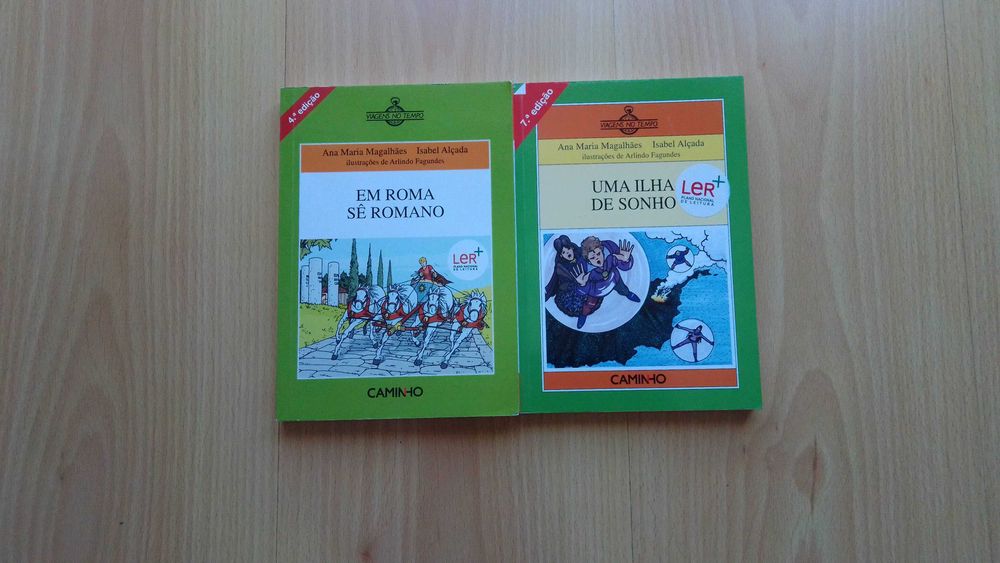 4.ª edição
VIAGENS NO TEMPO
Ana Maria Magalhães Isabel Alçada
ilustrações de Arlindo Fagundes
EM ROMA
SÊ ROMANO
LeR+
PLANO NACIONAL
DE LEITURA
CAMINHO
7.ª edição
VIAGENS NO TEMPO
Ana Maria Magalhães Isabel Alçada
ilustrações de Arlindo Fagundes
UMA ILHA
DE SONHO
LeR+
PLANO NACIONAL
DE LEITURA
CAMINHO